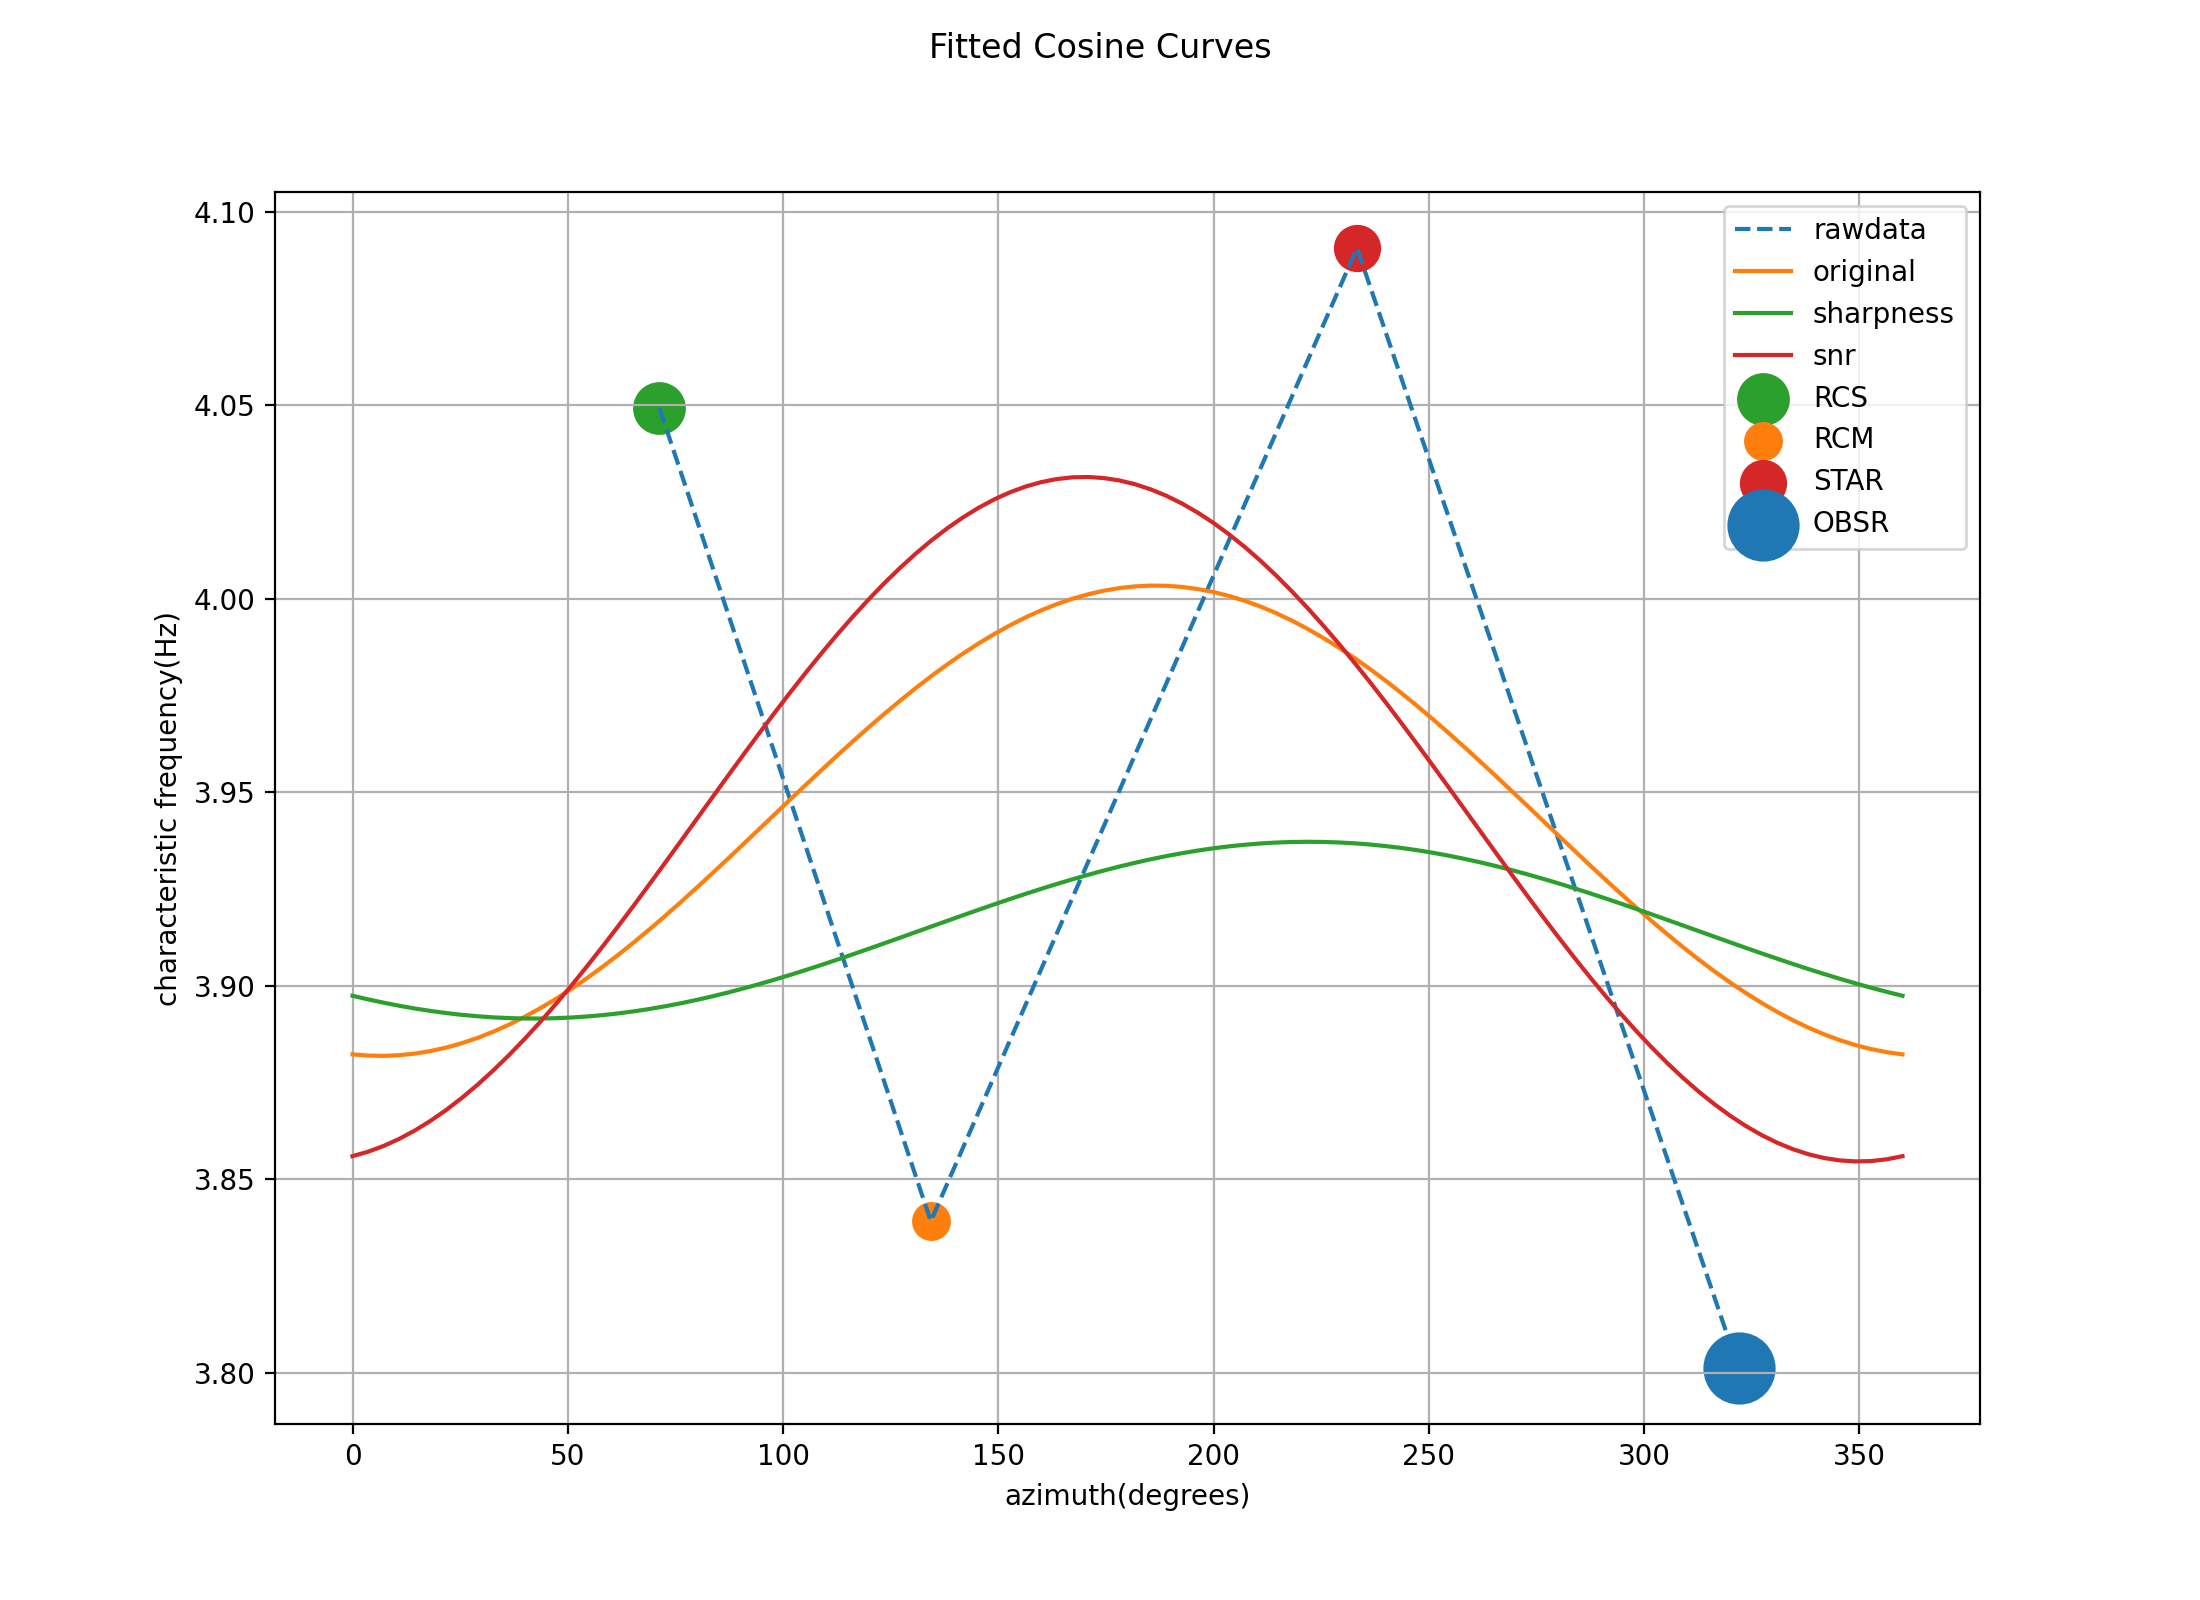 Fitted Cosine Curves
4.10
4.05
4.00
3.95
3.90
3.85
3.80
characteristic frequency(Hz)
rawdata
original
sharpness
snr
RCS
RCM
STAR
OBSR
0 50 100 150 200 250 300 350
azimuth(degrees)